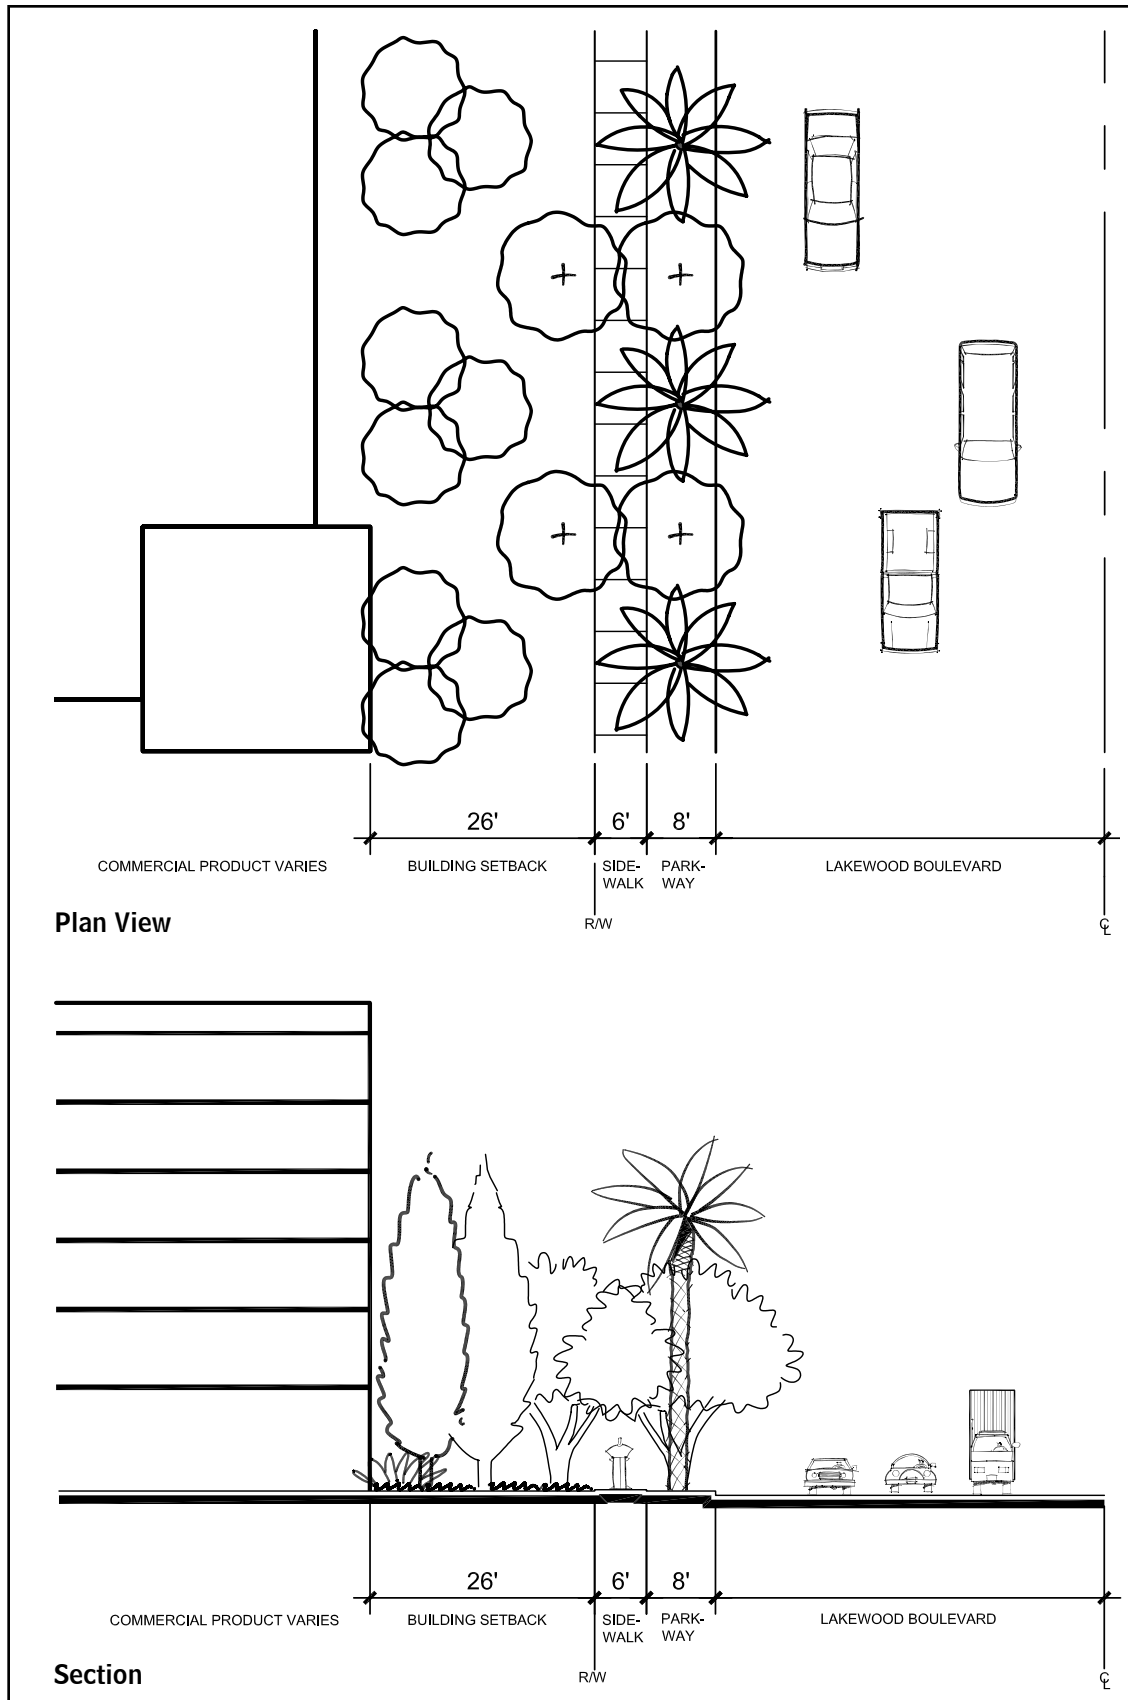 26' 6' 8'
COMMERCIAL PRODUCT VARIES BUILDING SETBACK SIDE- PARK- LAKEWOOD BOULEVARD
WALK WAY
Plan View R/W ℄
26' 6' 8'
COMMERCIAL PRODUCT VARIES BUILDING SETBACK SIDE- PARK- LAKEWOOD BOULEVARD
WALK WAY
Section R/W ℄